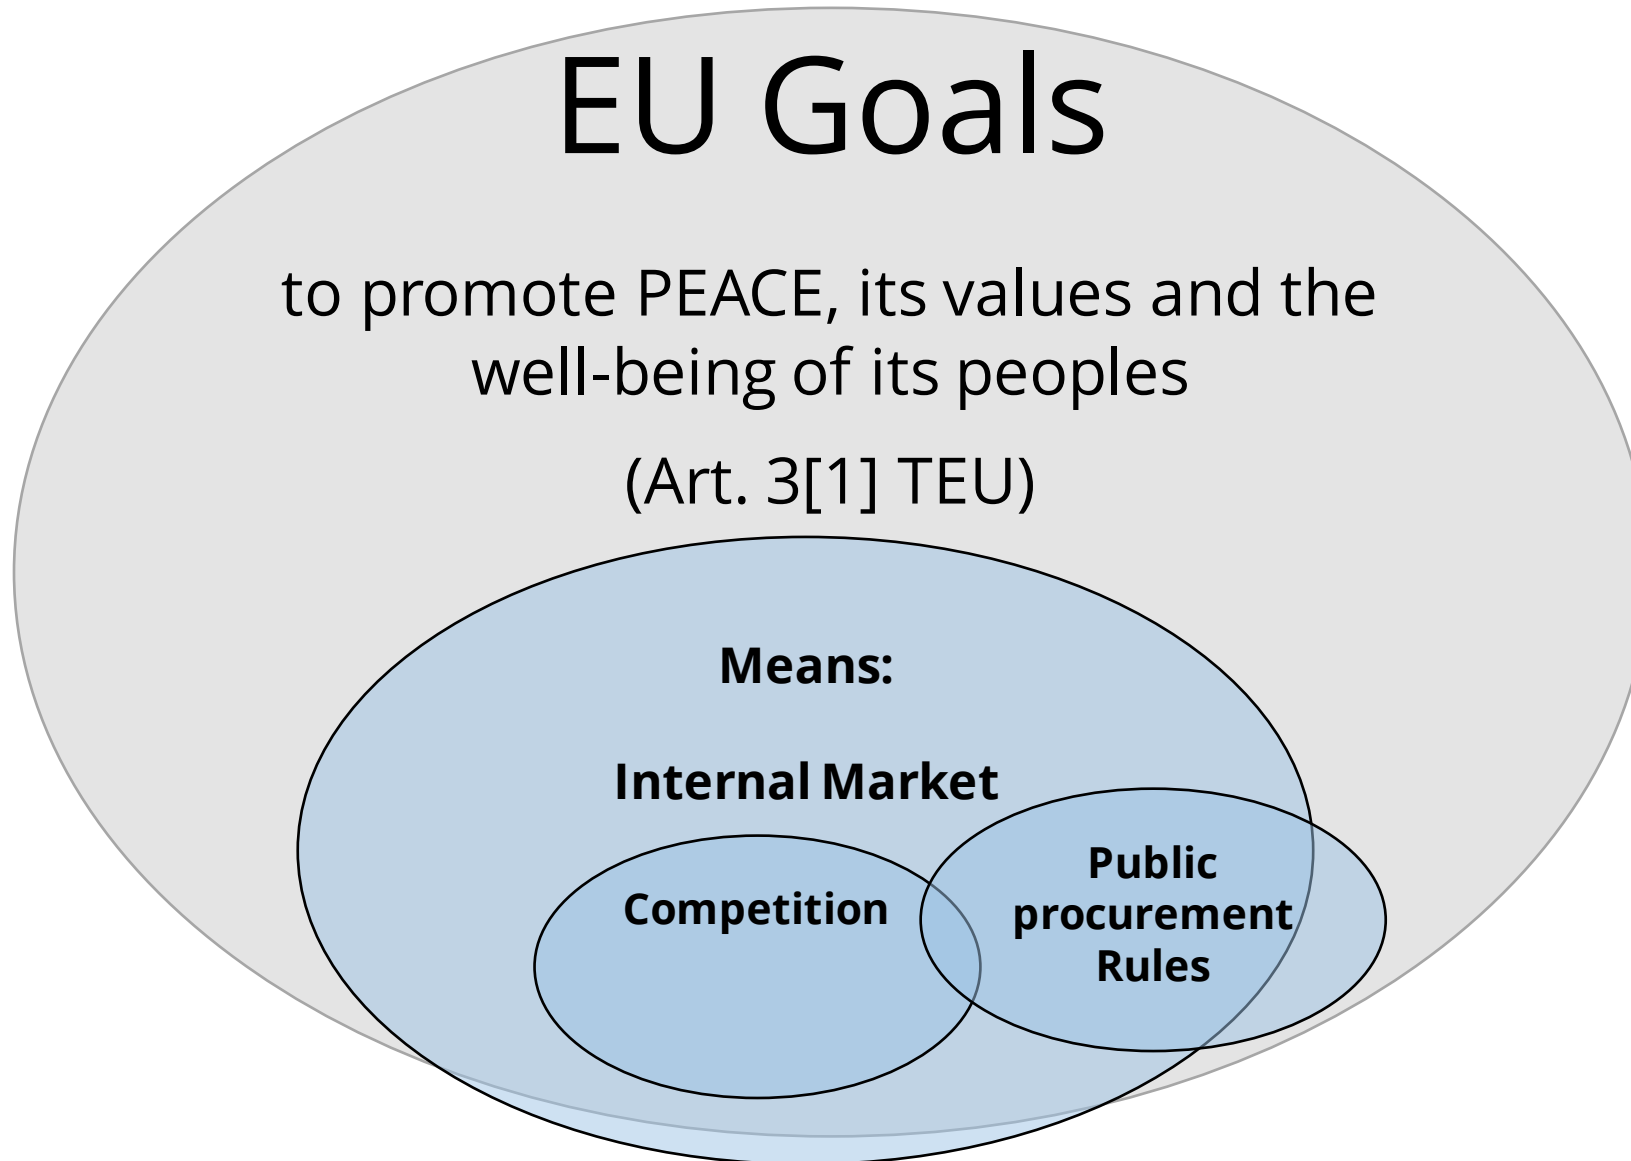 EU Goals
to promote PEACE, its values and the
well-being of its peoples
(Art. 3[1] TEU)
Means:
Internal Market
Competition
Public
procurement
Rules